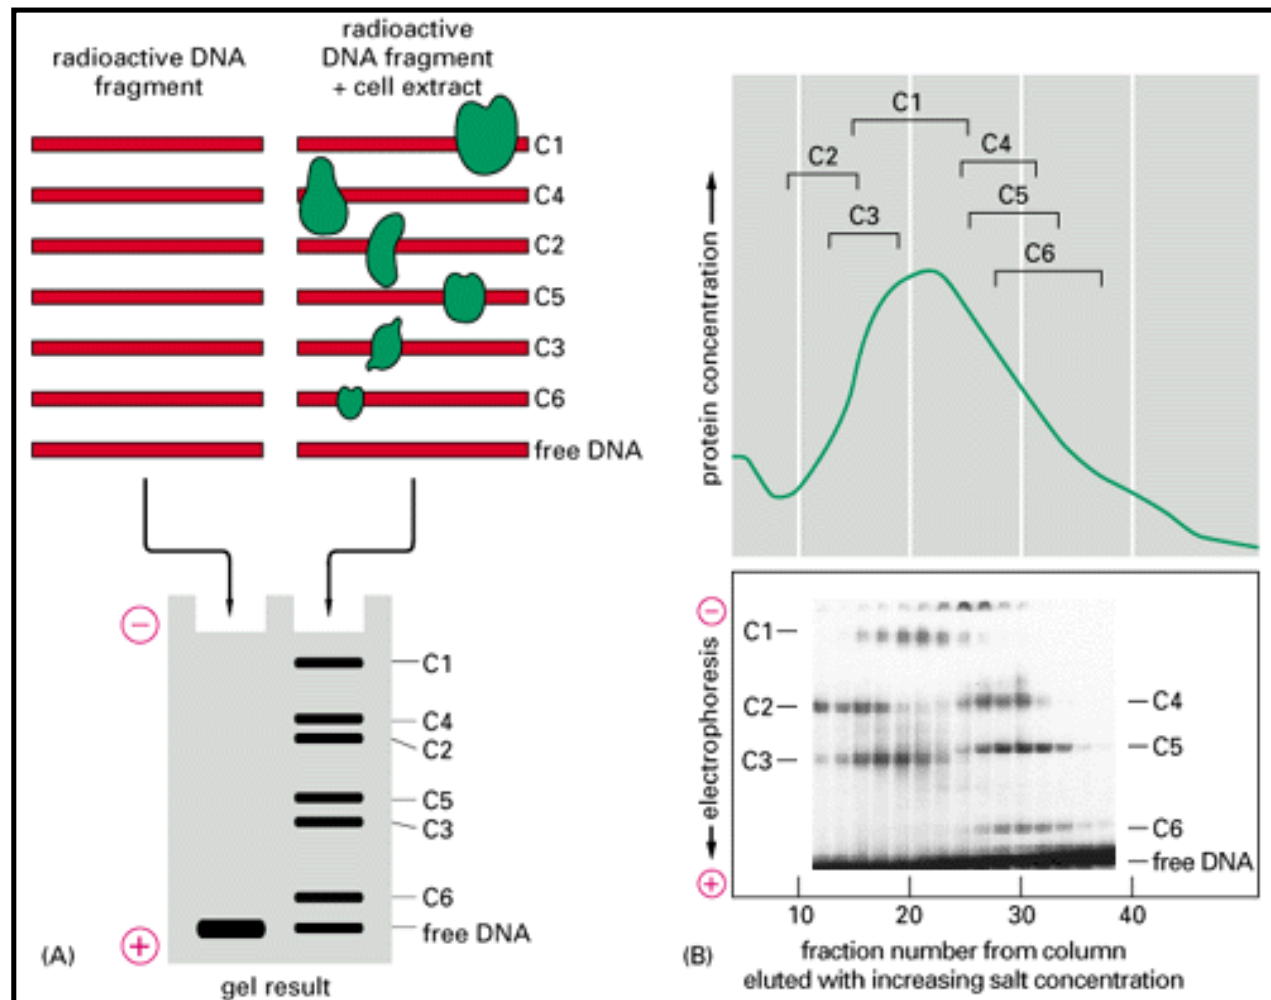 radioactive DNA
fragment
radioactive
DNA fragment
+ cell extract
C1
C4
C2
C5
C3
C6
free DNA
−
+
C1
C4
C2
C5
C3
C6
free DNA
(A)
gel result
protein concentration
C1
C2
C4
C3
C5
C6
−
electrophoresis
+
C1
C2
C3
C4
C5
C6
free DNA
10 20 30 40
(B)
fraction number from column
eluted with increasing salt concentration